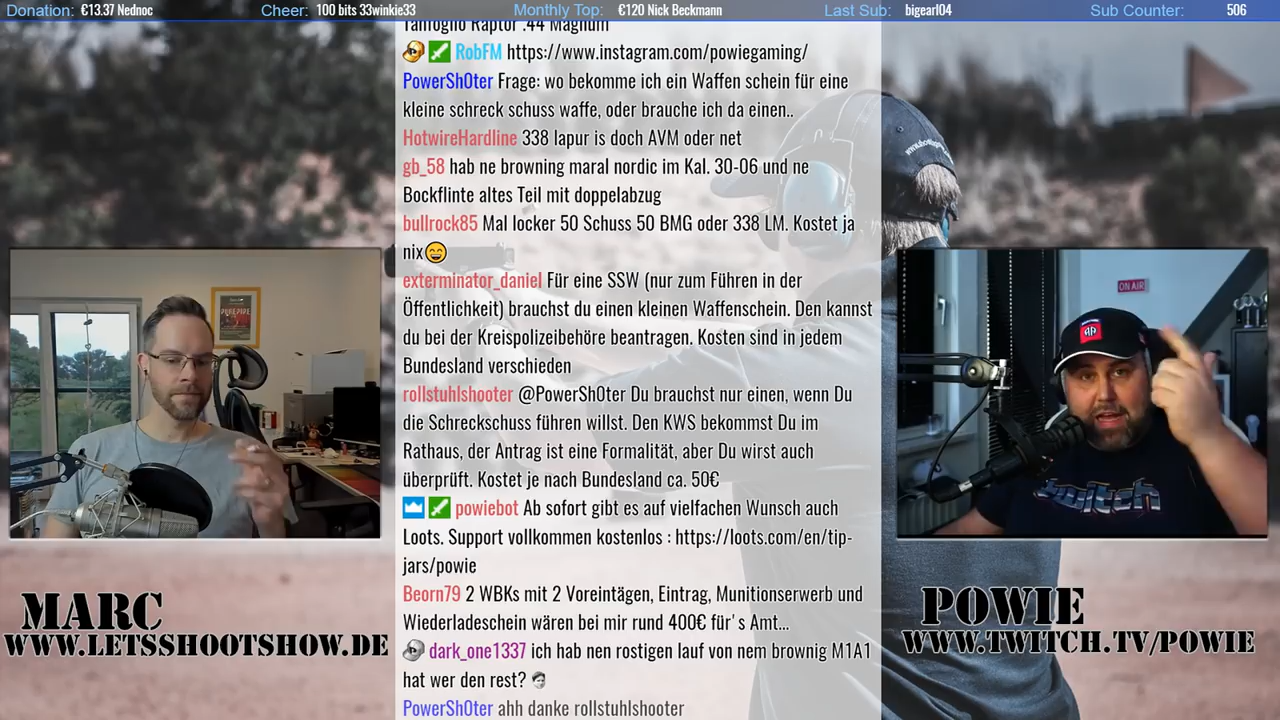 Donation: €13.37 Nednoc Cheer: 100 bits 33winkie33 Monthly Top: €120 Nick Beckmann Last Sub: bigearl04 Sub Counter: 506
Tanfoglio Raptor .44 Magnum
RobFM https://www.instagram.com/powiegaming/
PowerSh0ter Frage: wo bekomme ich ein Waffen schein für eine
kleine schreck schuss waffe, oder brauche ich da einen..
HotwireHardline 338 lapur is doch AVM oder net
gb_58 hab ne browning maral nordic im Kal. 30-06 und ne
Bockflinte altes Teil mit doppelabzug
bullrock85 Mal locker 50 Schuss 50 BMG oder 338 LM. Kostet ja
nix😄
exterminator_daniel Für eine SSW (nur zum Führen in der
Öffentlichkeit) brauchst du einen kleinen Waffenschein. Den kannst
du bei der Kreispolizeibehöre beantragen. Kosten sind in jedem
Bundesland verschieden
rollstuhlshooter @PowerSh0ter Du brauchst nur einen, wenn Du
die Schreckschuss führen willst. Den KWS bekommst Du im
Rathaus, der Antrag ist eine Formalität, aber Du wirst auch
überprüft. Kostet je nach Bundesland ca. 50€
powiebot Ab sofort gibt es auf vielfachen Wunsch auch
Loots. Support vollkommen kostenlos : https://loots.com/en/tip-
jars/powie
Beorn79 2 WBKs mit 2 Voreintägen, Eintrag, Munitionserwerb und
Wiederladeschein wären bei mir rund 400€ für's Amt...
dark_one1337 ich hab nen rostigen lauf von nem brownig M1A1
hat wer den rest?
PowerSh0ter ahh danke rollstuhlshooter
ON AIR
twitch
MARC
WWW.LETSSHOOTSHOW.DE
POWIE
WWW.TWITCH.TV/POWIE